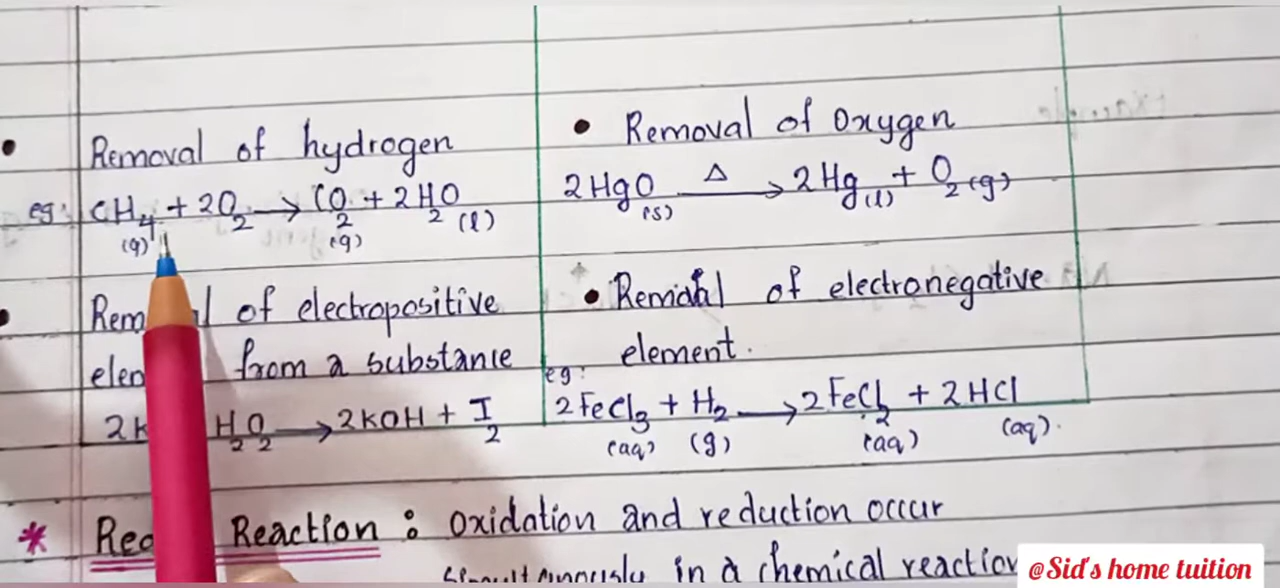 • Removal of hydrogen
eg: CH4(g) + 2O2 → CO2(g) + 2H2O(l)
• of electropositive
from a substance
H2O2 → 2KOH + I2
• Removal of Oxygen
2HgO(s) —Δ→ 2Hg(l) + O2(g)
• Removal of electronegative
element.
eg:
2FeCl3(aq) + H2(g) → 2FeCl2(aq) + 2HCl(aq).
* Reaction : Oxidation and reduction occur
simultanously in a chemical reaction
@Sid's home tuition